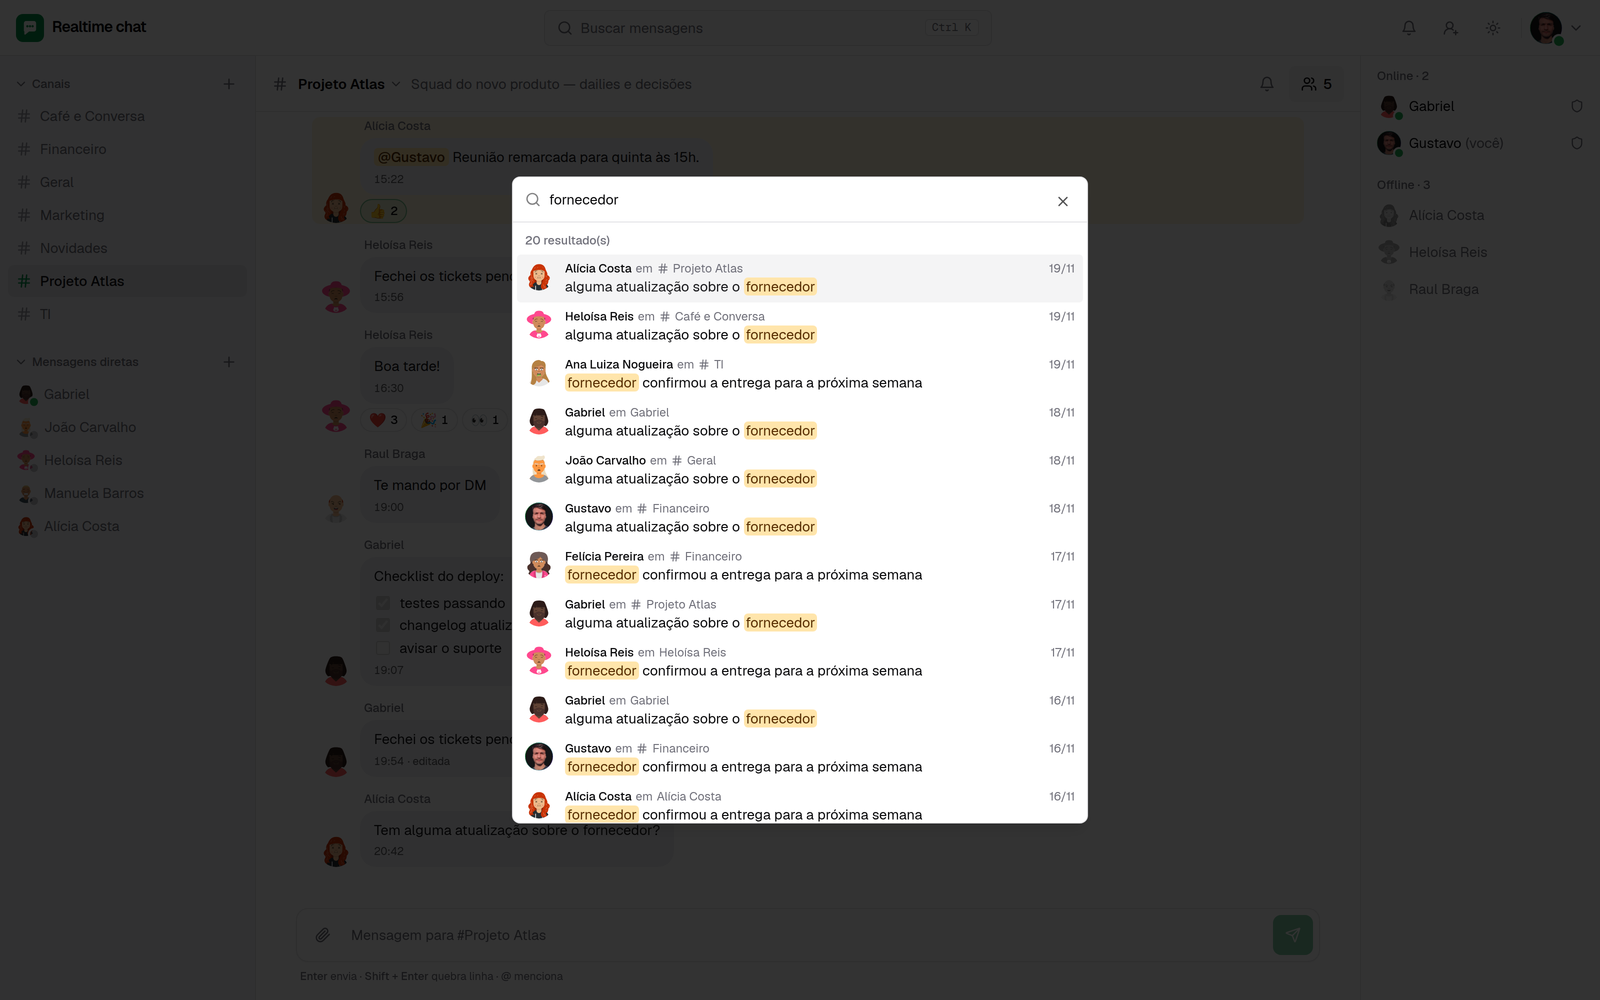 Realtime chat
Buscar mensagens
Ctrl K
Canais
# Café e Conversa
# Financeiro
# Geral
# Marketing
# Novidades
# Projeto Atlas
# TI
Mensagens diretas
Gabriel
João Carvalho
Heloísa Reis
Manuela Barros
Alícia Costa
# Projeto Atlas
Squad do novo produto — dailies e decisões
5
Alícia Costa
@Gustavo Reunião remarcada para quinta às 15h.
15:22
👍 2
Heloísa Reis
Fechei os tickets
15:56
Heloísa Reis
Boa tarde!
16:30
❤️ 3 🎉 1 👀 1
Raul Braga
Te mando por DM
19:00
Gabriel
Checklist do deploy:
testes passando
changelog
avisar o suporte
19:07
Gabriel
Fechei os tickets
19:54 · editada
Alícia Costa
Tem alguma atualização sobre o fornecedor?
20:42
Mensagem para #Projeto Atlas
Enter envia · Shift + Enter quebra linha · @ menciona
fornecedor
20 resultado(s)
Alícia Costa em # Projeto Atlas 19/11
alguma atualização sobre o fornecedor
Heloísa Reis em # Café e Conversa 19/11
alguma atualização sobre o fornecedor
Ana Luiza Nogueira em # TI 19/11
fornecedor confirmou a entrega para a próxima semana
Gabriel em Gabriel 18/11
alguma atualização sobre o fornecedor
João Carvalho em # Geral 18/11
alguma atualização sobre o fornecedor
Gustavo em # Financeiro 18/11
alguma atualização sobre o fornecedor
Felícia Pereira em # Financeiro 17/11
fornecedor confirmou a entrega para a próxima semana
Gabriel em # Projeto Atlas 17/11
alguma atualização sobre o fornecedor
Heloísa Reis em Heloísa Reis 17/11
fornecedor confirmou a entrega para a próxima semana
Gabriel em Gabriel 16/11
alguma atualização sobre o fornecedor
Gustavo em # Financeiro 16/11
fornecedor confirmou a entrega para a próxima semana
Alícia Costa em Alícia Costa 16/11
fornecedor confirmou a entrega para a próxima semana
Online · 2
Gabriel
Gustavo (você)
Offline · 3
Alícia Costa
Heloísa Reis
Raul Braga